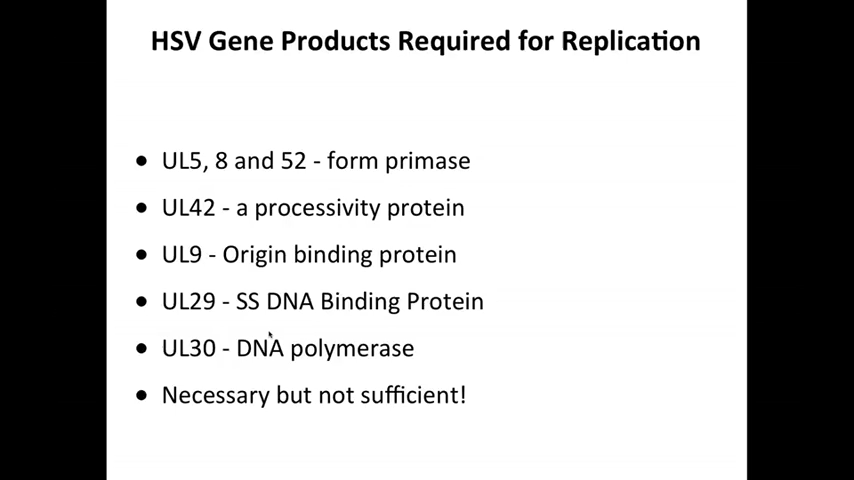 HSV Gene Products Required for Replication
• UL5, 8 and 52 - form primase
• UL42 - a processivity protein
• UL9 - Origin binding protein
• UL29 - SS DNA Binding Protein
• UL30 - DNA polymerase
• Necessary but not sufficient!